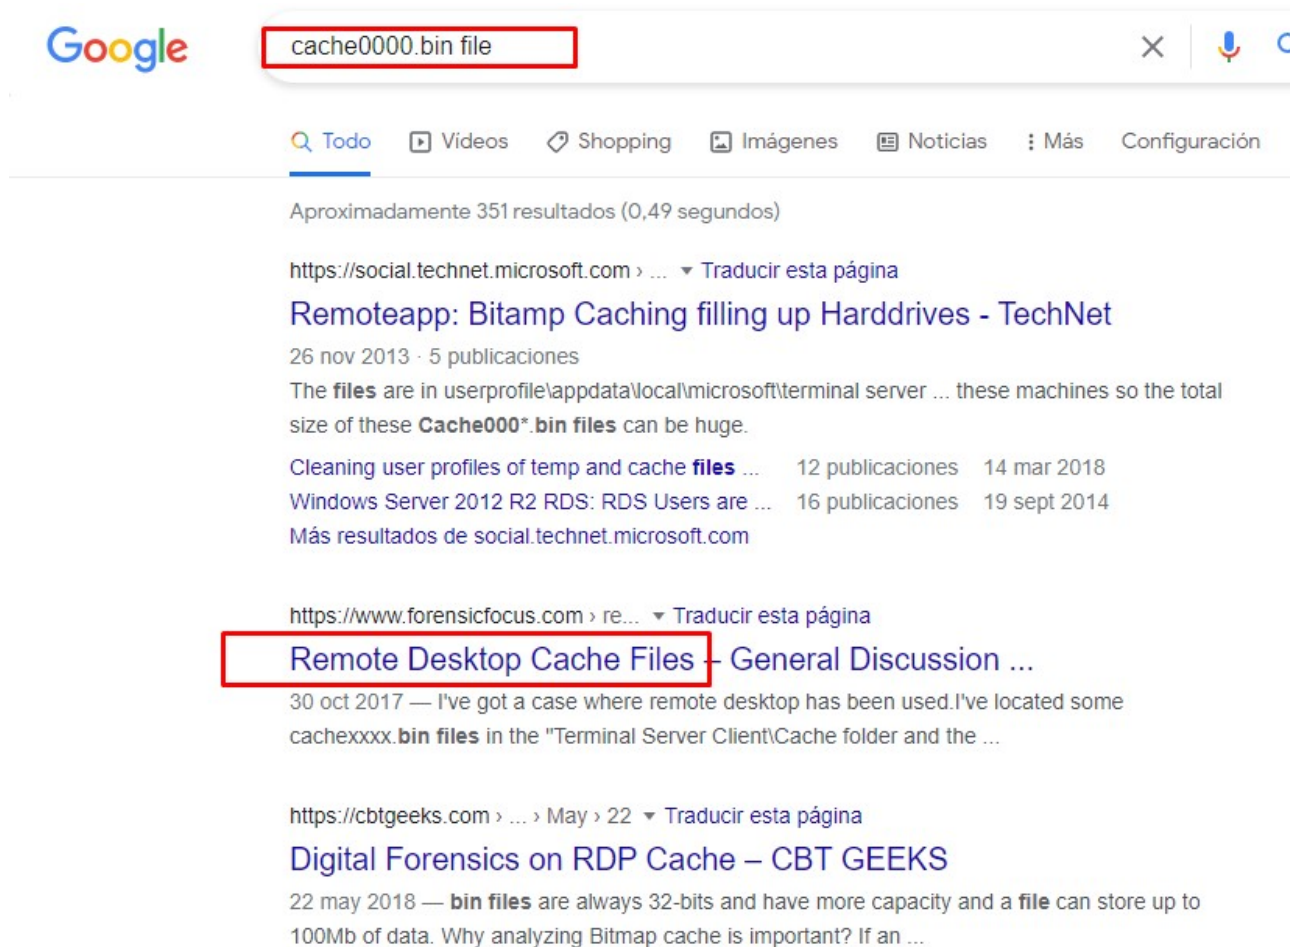 Google
cache0000.bin file
Todo Vídeos Shopping Imágenes Noticias Más Configuración
Aproximadamente 351 resultados (0,49 segundos)
https://social.technet.microsoft.com › ... Traducir esta página
Remoteapp: Bitamp Caching filling up Harddrives - TechNet
26 nov 2013 · 5 publicaciones
The files are in userprofile\appdata\local\microsoft\terminal server ... these machines so the total
size of these Cache000*.bin files can be huge.
Cleaning user profiles of temp and cache files ... 12 publicaciones 14 mar 2018
Windows Server 2012 R2 RDS: RDS Users are ... 16 publicaciones 19 sept 2014
Más resultados de social.technet.microsoft.com
https://www.forensicfocus.com › re... Traducir esta página
Remote Desktop Cache Files – General Discussion ...
30 oct 2017 — I've got a case where remote desktop has been used.I've located some
cachexxxx.bin files in the "Terminal Server Client\Cache folder and the ...
https://cbtgeeks.com › ... › May › 22 Traducir esta página
Digital Forensics on RDP Cache – CBT GEEKS
22 may 2018 — bin files are always 32-bits and have more capacity and a file can store up to
100Mb of data. Why analyzing Bitmap cache is important? If an ...